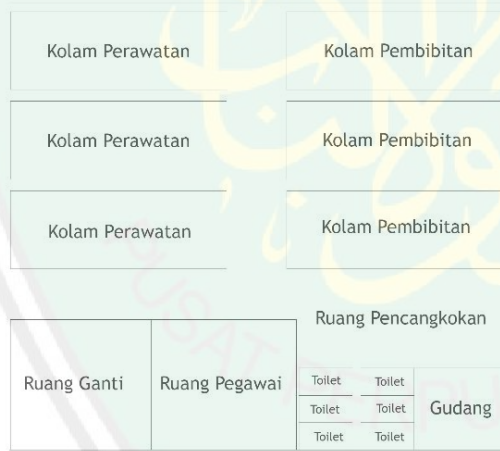 Kolam Perawatan
Kolam Pembibitan
Kolam Perawatan
Kolam Pembibitan
Kolam Perawatan
Kolam Pembibitan
Ruang Pencangkokan
Ruang Ganti
Ruang Pegawai
Toilet
Toilet
Toilet
Toilet
Gudang
Toilet
Toilet
PUSAT